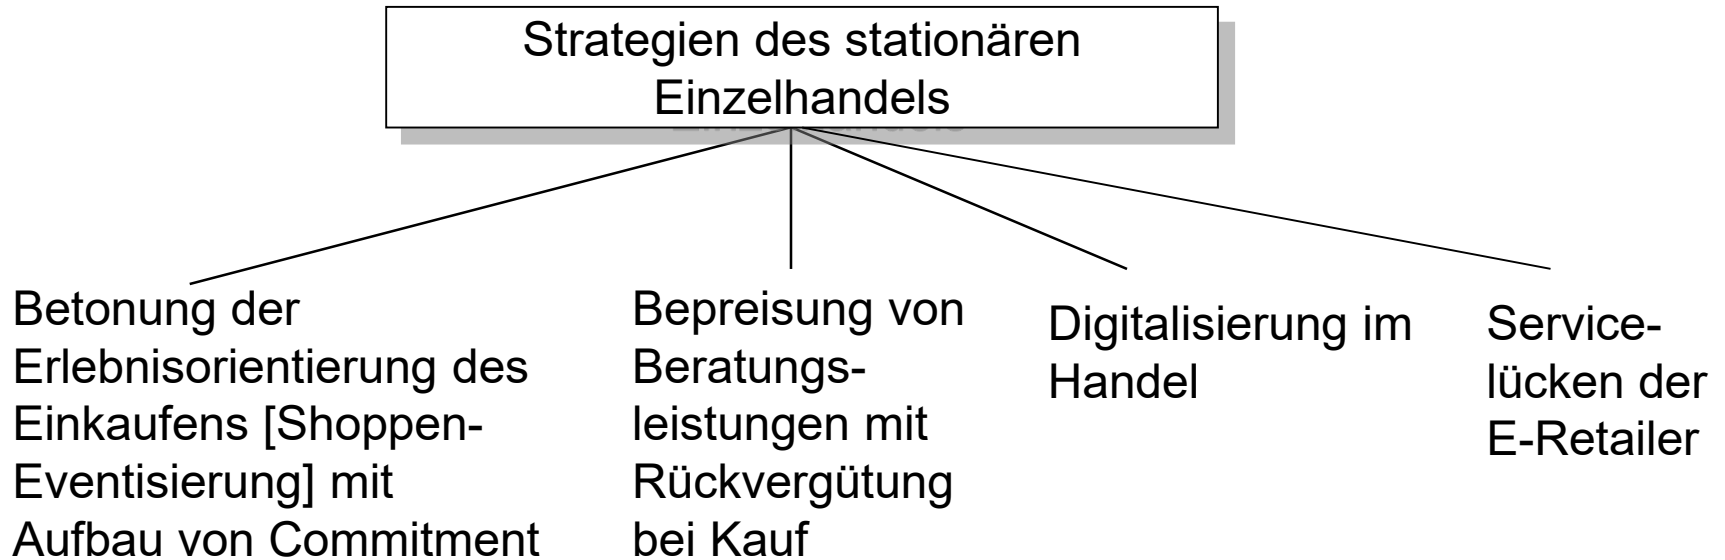 Strategien des stationären
Einzelhandels
Betonung der
Erlebnisorientierung des
Einkaufens [Shoppen-
Eventisierung] mit
Aufbau von Commitment
Bepreisung von
Beratungs-
leistungen mit
Rückvergütung
bei Kauf
Digitalisierung im
Handel
Service-
lücken der
E-Retailer